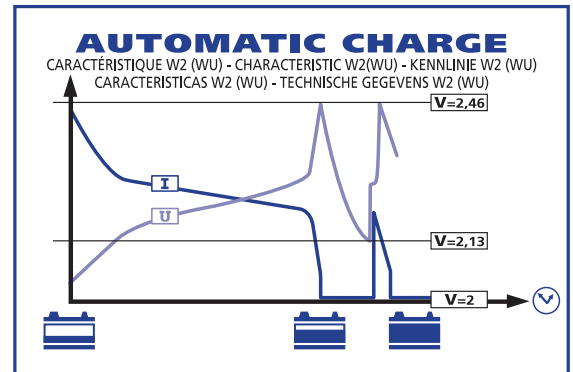 AUTOMATIC CHARGE
CARACTÉRISTIQUE W2 (WU) - CHARACTERISTIC W2(WU) - KENNLINIE W2 (WU)
CARACTERISTICAS W2 (WU) - TECHNISCHE GEGEVENS W2 (WU)
V=2,46
I
U
V=2,13
V=2